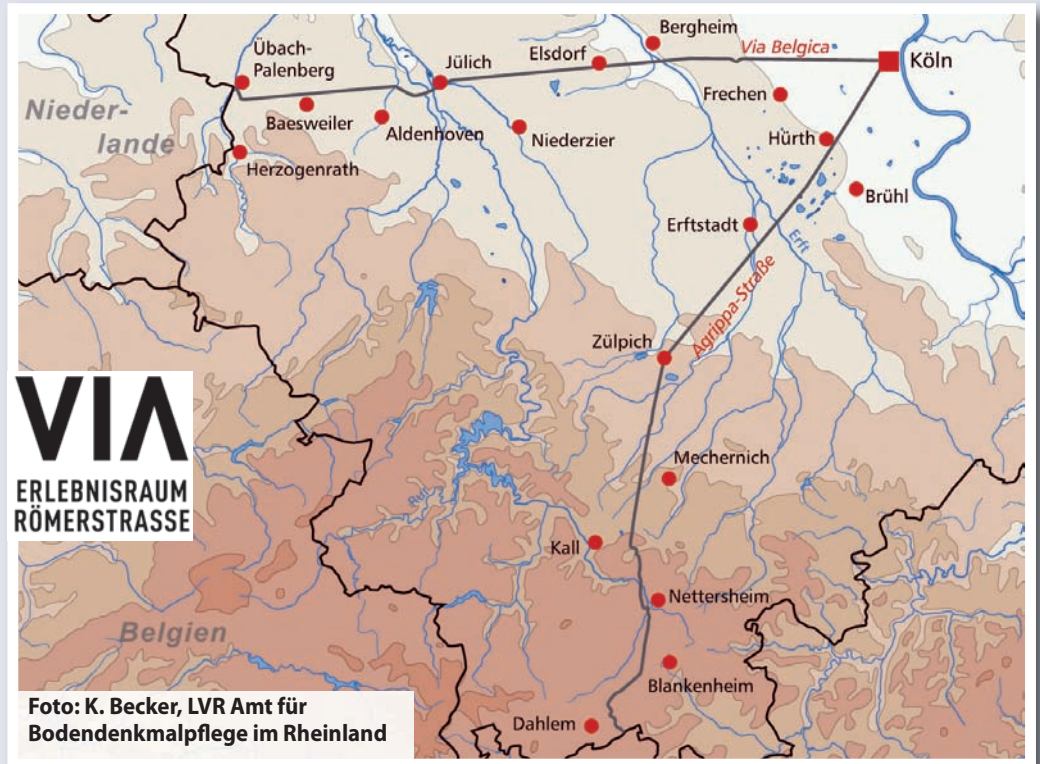 Bergheim
Übach-
Palenberg
Jülich
Elsdorf
Via Belgica
Köln
Frechen
Nieder-
lande
Baesweiler
Aldenhoven
Niederzier
Hürth
Herzogenrath
Brühl
Erftstadt
Erft
Agrippa-Straße
Zülpich
VIA
ERLEBNISRAUM
RÖMERSTRASSE
Mechernich
Rur
Kall
Nettersheim
Belgien
Blankenheim
Dahlem
Foto: K. Becker, LVR Amt für
Bodendenkmalpflege im Rheinland